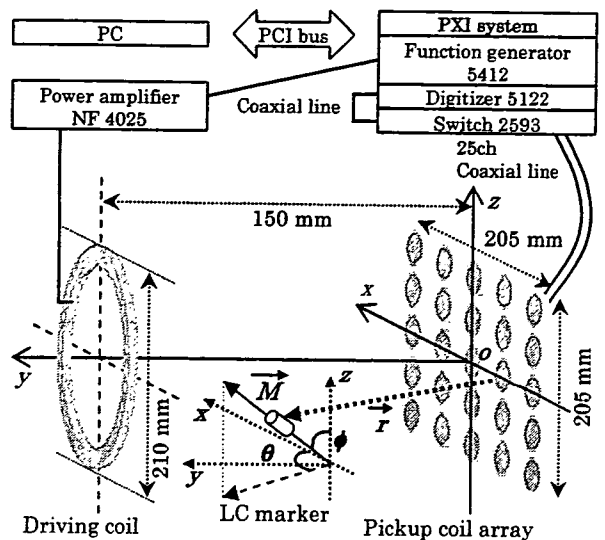 PC
PCI bus
PXI system
Function generator
5412
Power amplifier
NF 4025
Coaxial line
Digitizer 5122
Switch 2593
25ch
Coaxial line
z
150 mm
205 mm
x
o
y
M
z
r
x
ϕ
θ
y
210 mm
205 mm
LC marker
Driving coil
Pickup coil array